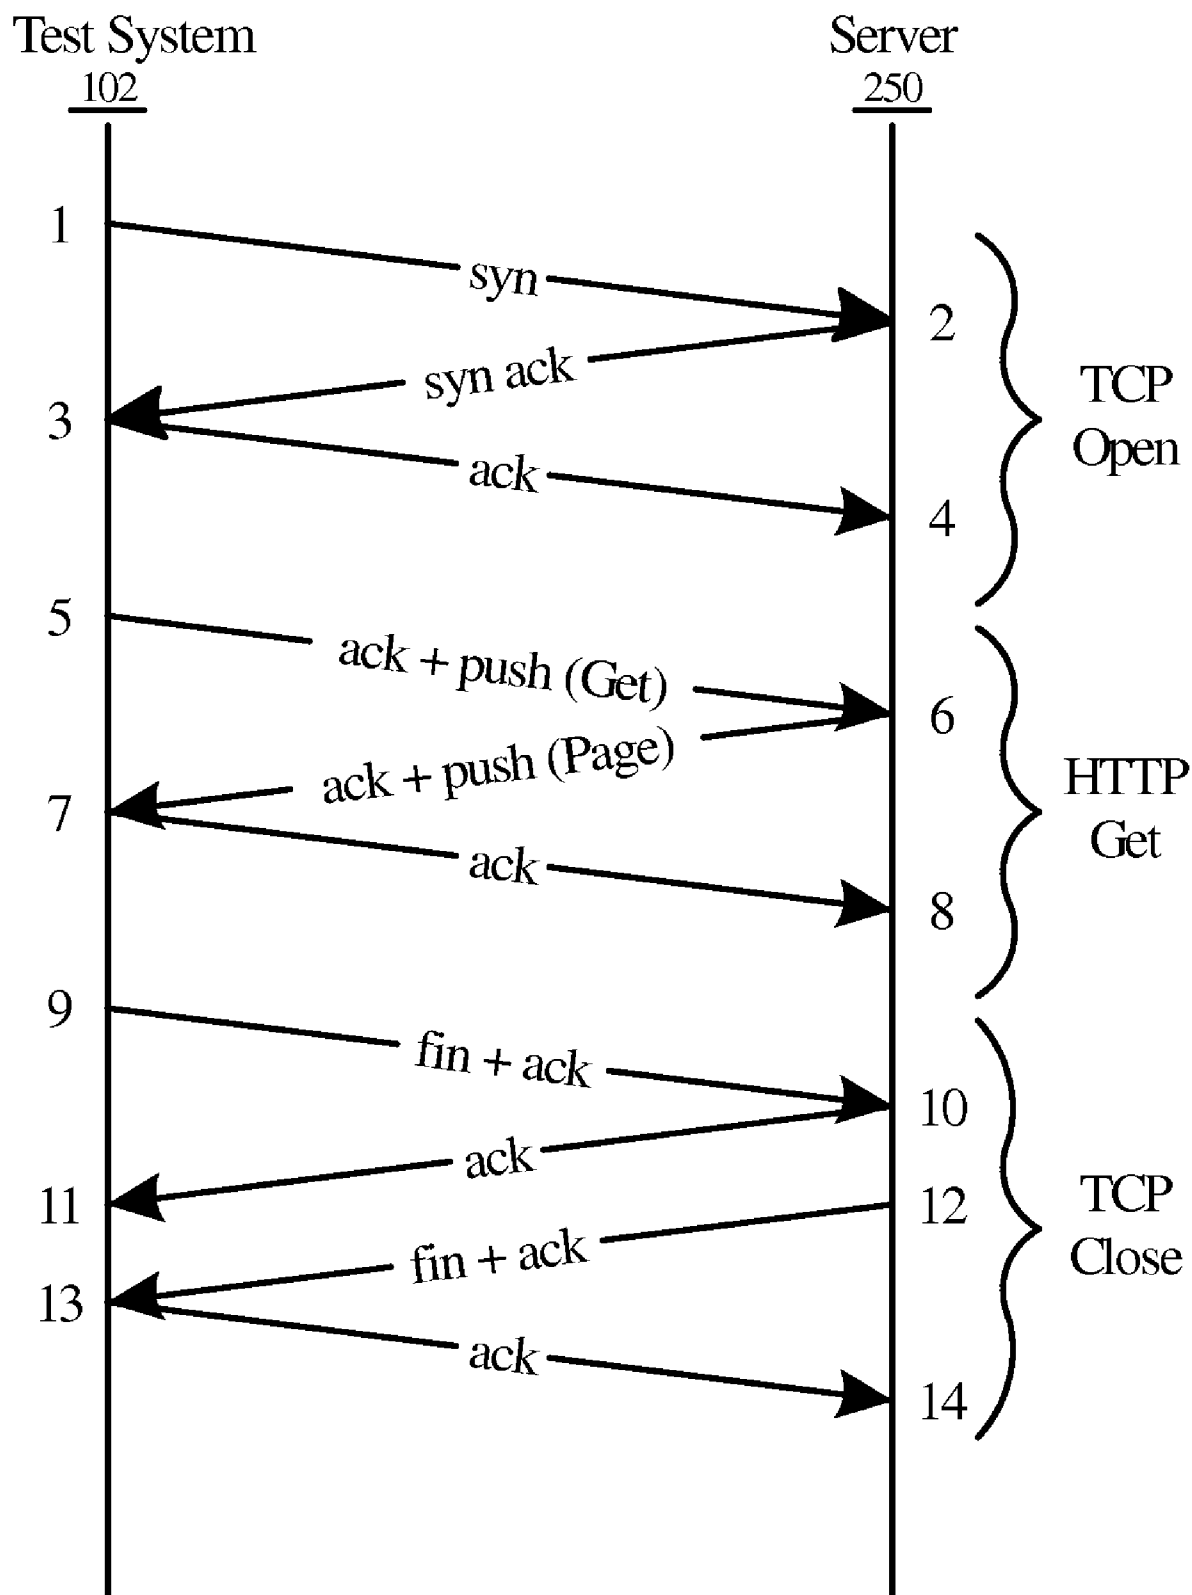 Test System
102
Server
250
1
syn
2
syn ack
3
ack
4
TCP
Open
5
ack + push (Get)
6
ack + push (Page)
7
ack
8
HTTP
Get
9
fin + ack
10
ack
11
12
fin + ack
13
ack
14
TCP
Close